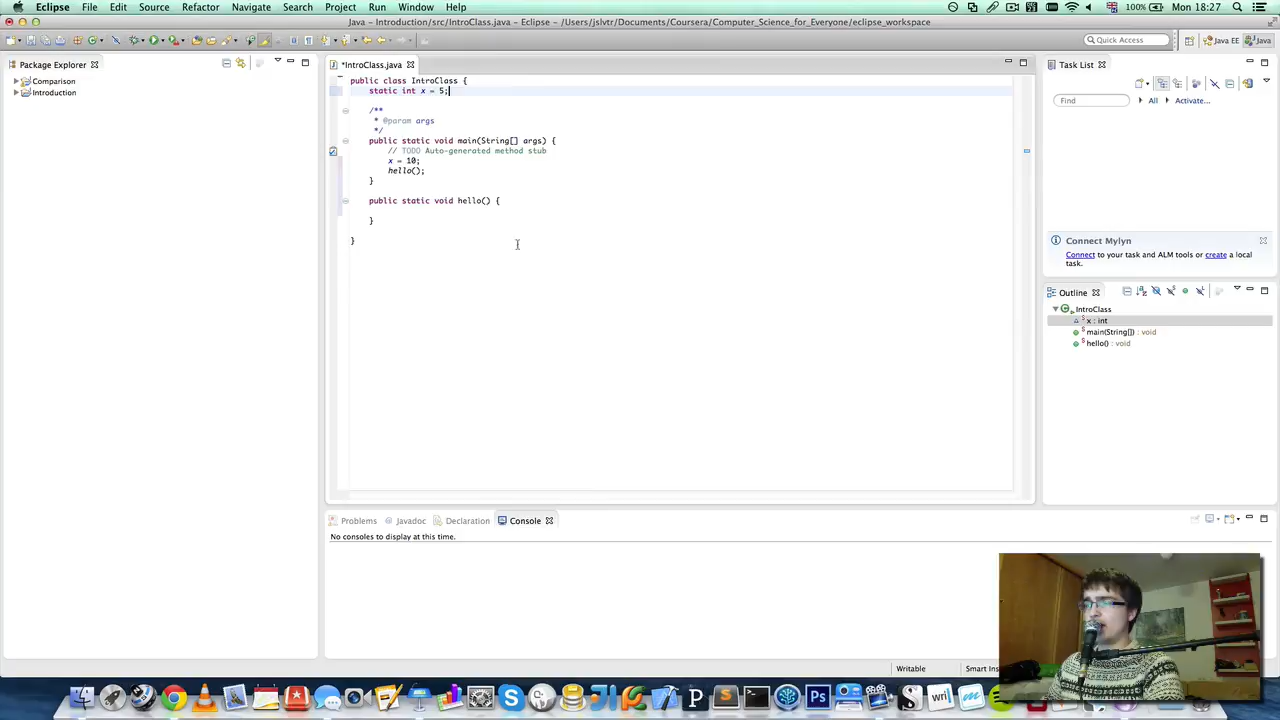 Eclipse File Edit Source Refactor Navigate Search Project Run Window Help 100% Mon 18:27
Java - Introduction/src/IntroClass.java - Eclipse - /Users/jslvtr/Documents/Coursera/Computer_Science_for_Everyone/eclipse_workspace
Quick Access Java EE Java
Package Explorer
Comparison
Introduction
*IntroClass.java
public class IntroClass {
static int x = 5;
/**
* @param args
*/
public static void main(String[] args) {
// TODO Auto-generated method stub
x = 10;
hello();
}
public static void hello() {
}
}
Task List
Find All Activate...
Connect Mylyn
Connect to your task and ALM tools or create a local
task.
Outline
IntroClass
x : int
main(String[]) : void
hello() : void
Problems Javadoc Declaration Console
No consoles to display at this time.
Writable Smart Ins